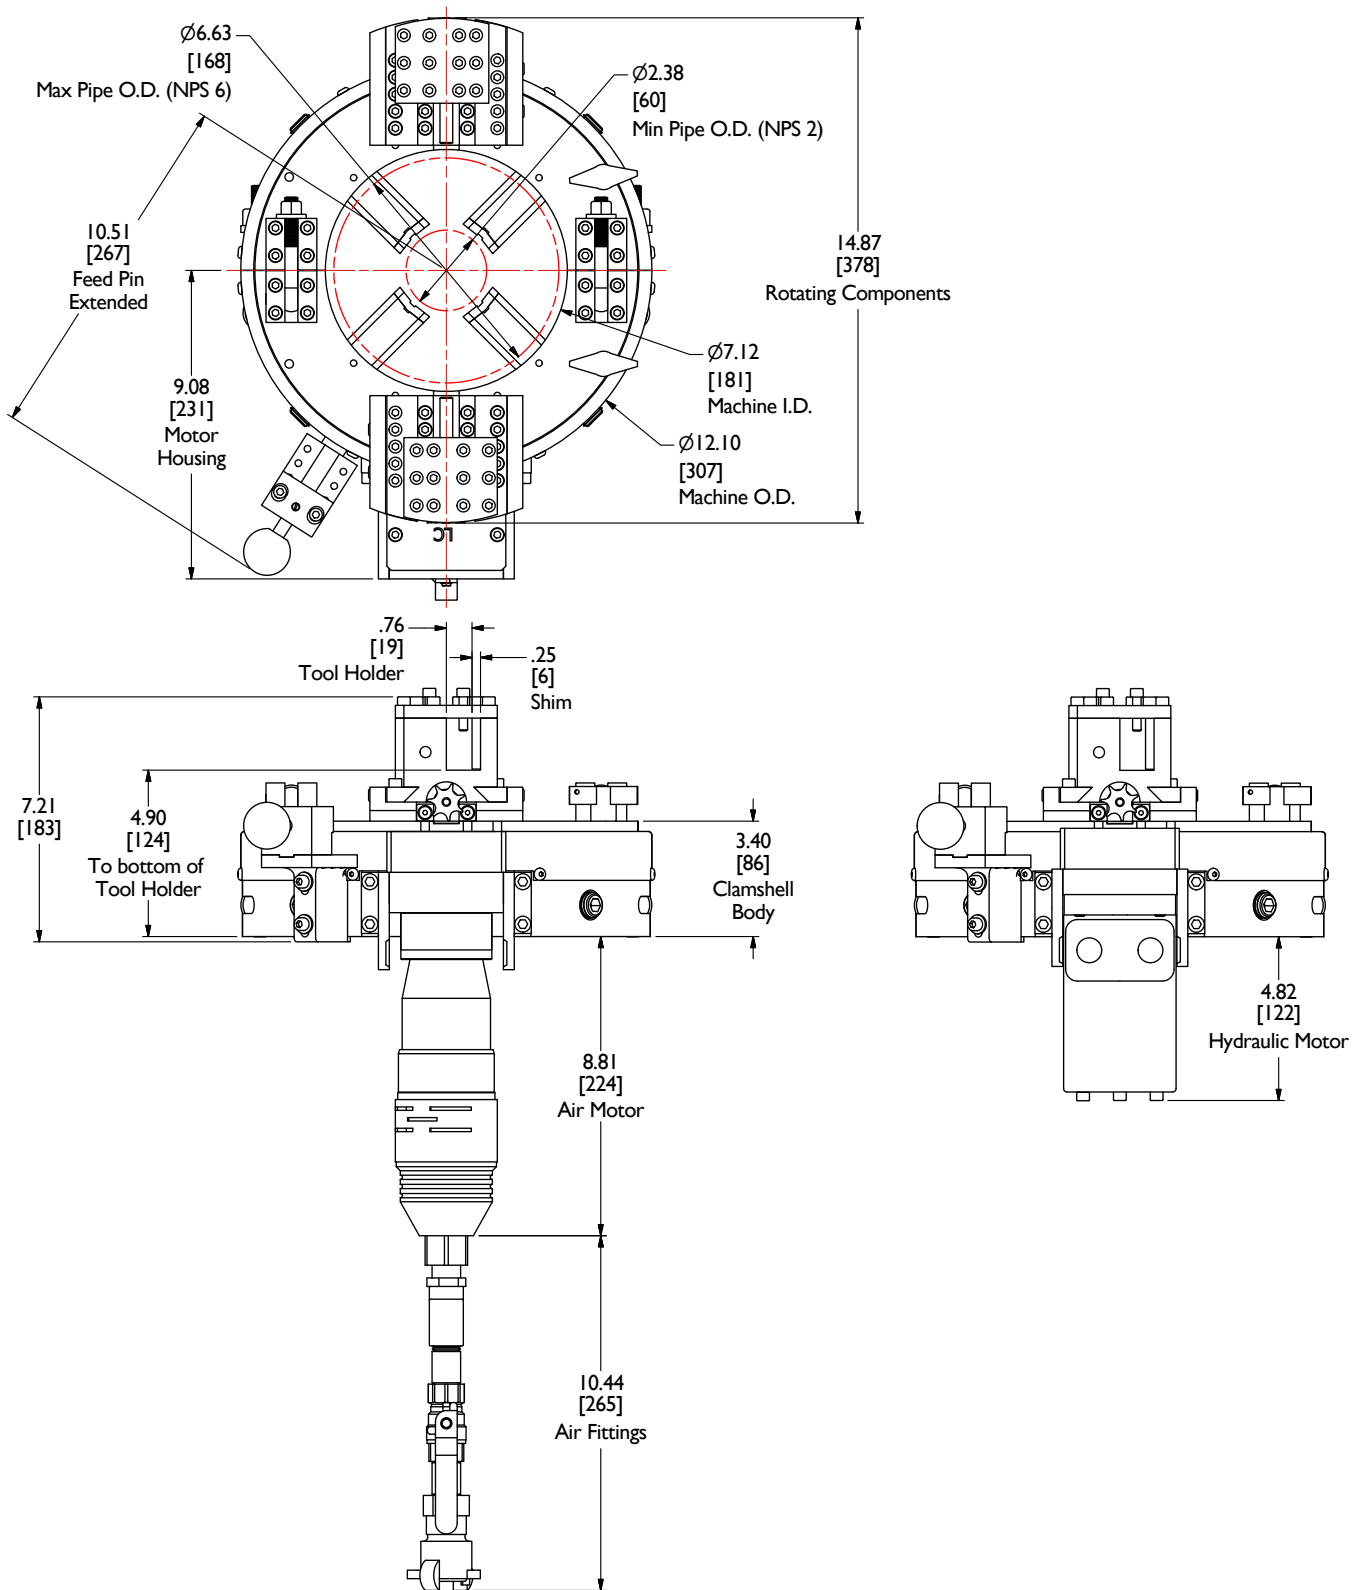 Ø6.63
[168]
Max Pipe O.D. (NPS 6)
Ø2.38
[60]
Min Pipe O.D. (NPS 2)
10.51
[267]
Feed Pin
Extended
14.87
[378]
Rotating Components
9.08
[231]
Motor
Housing
Ø7.12
[181]
Machine I.D.
Ø12.10
[307]
Machine O.D.
LC
.76
[19]
Tool Holder
.25
[6]
Shim
7.21
[183]
4.90
[124]
To bottom of
Tool Holder
3.40
[86]
Clamshell
Body
8.81
[224]
Air Motor
4.82
[122]
Hydraulic Motor
10.44
[265]
Air Fittings